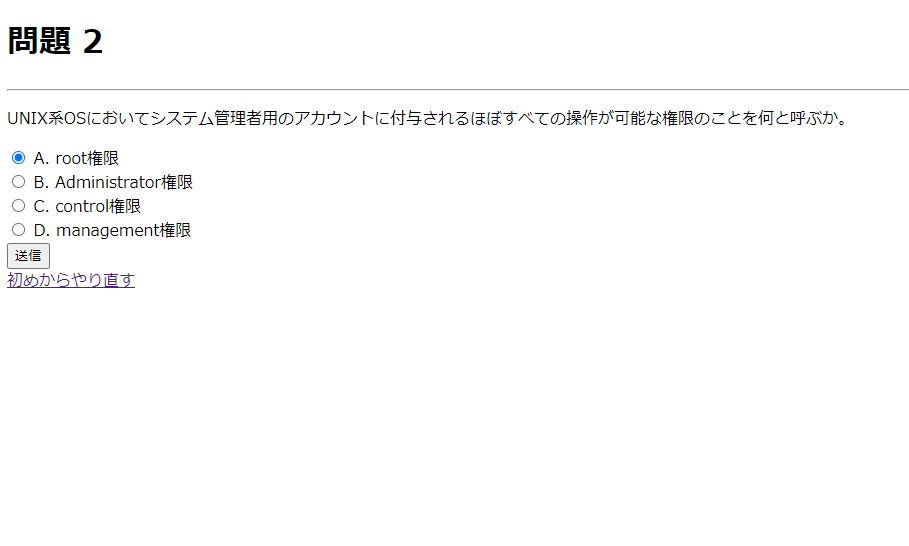 問題 2
UNIX系OSにおいてシステム管理者用のアカウントに付与されるほぼすべての操作が可能な権限のことを何と呼ぶか。
A. root権限
B. Administrator権限
C. control権限
D. management権限
送信
初めからやり直す